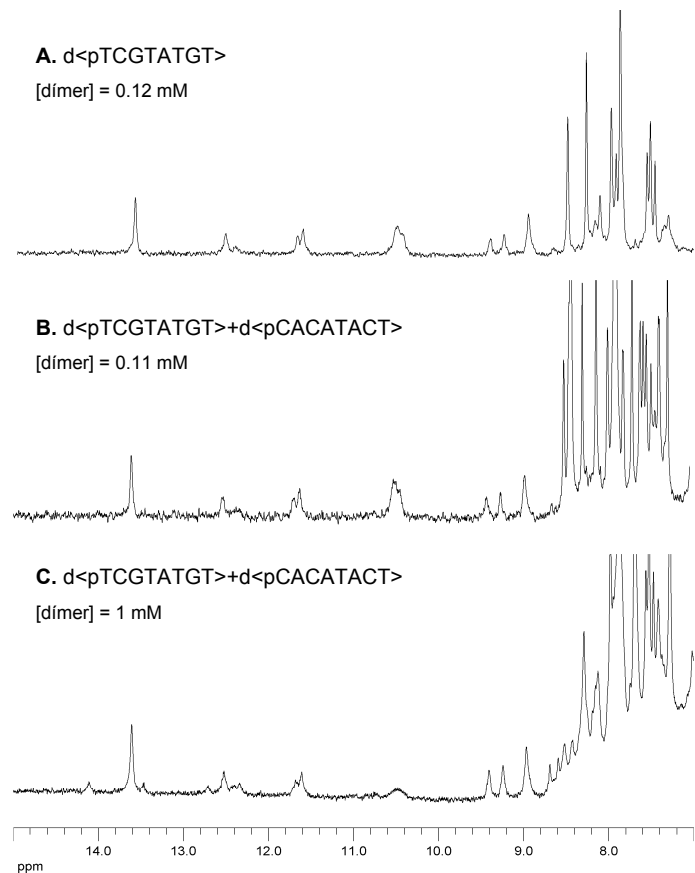 A. d<pTCGTATGT>
[dímer] = 0.12 mM
B. d<pTCGTATGT>+d<pCACATACT>
[dímer] = 0.11 mM
C. d<pTCGTATGT>+d<pCACATACT>
[dímer] = 1 mM
14.0 13.0 12.0 11.0 10.0 9.0 8.0
ppm